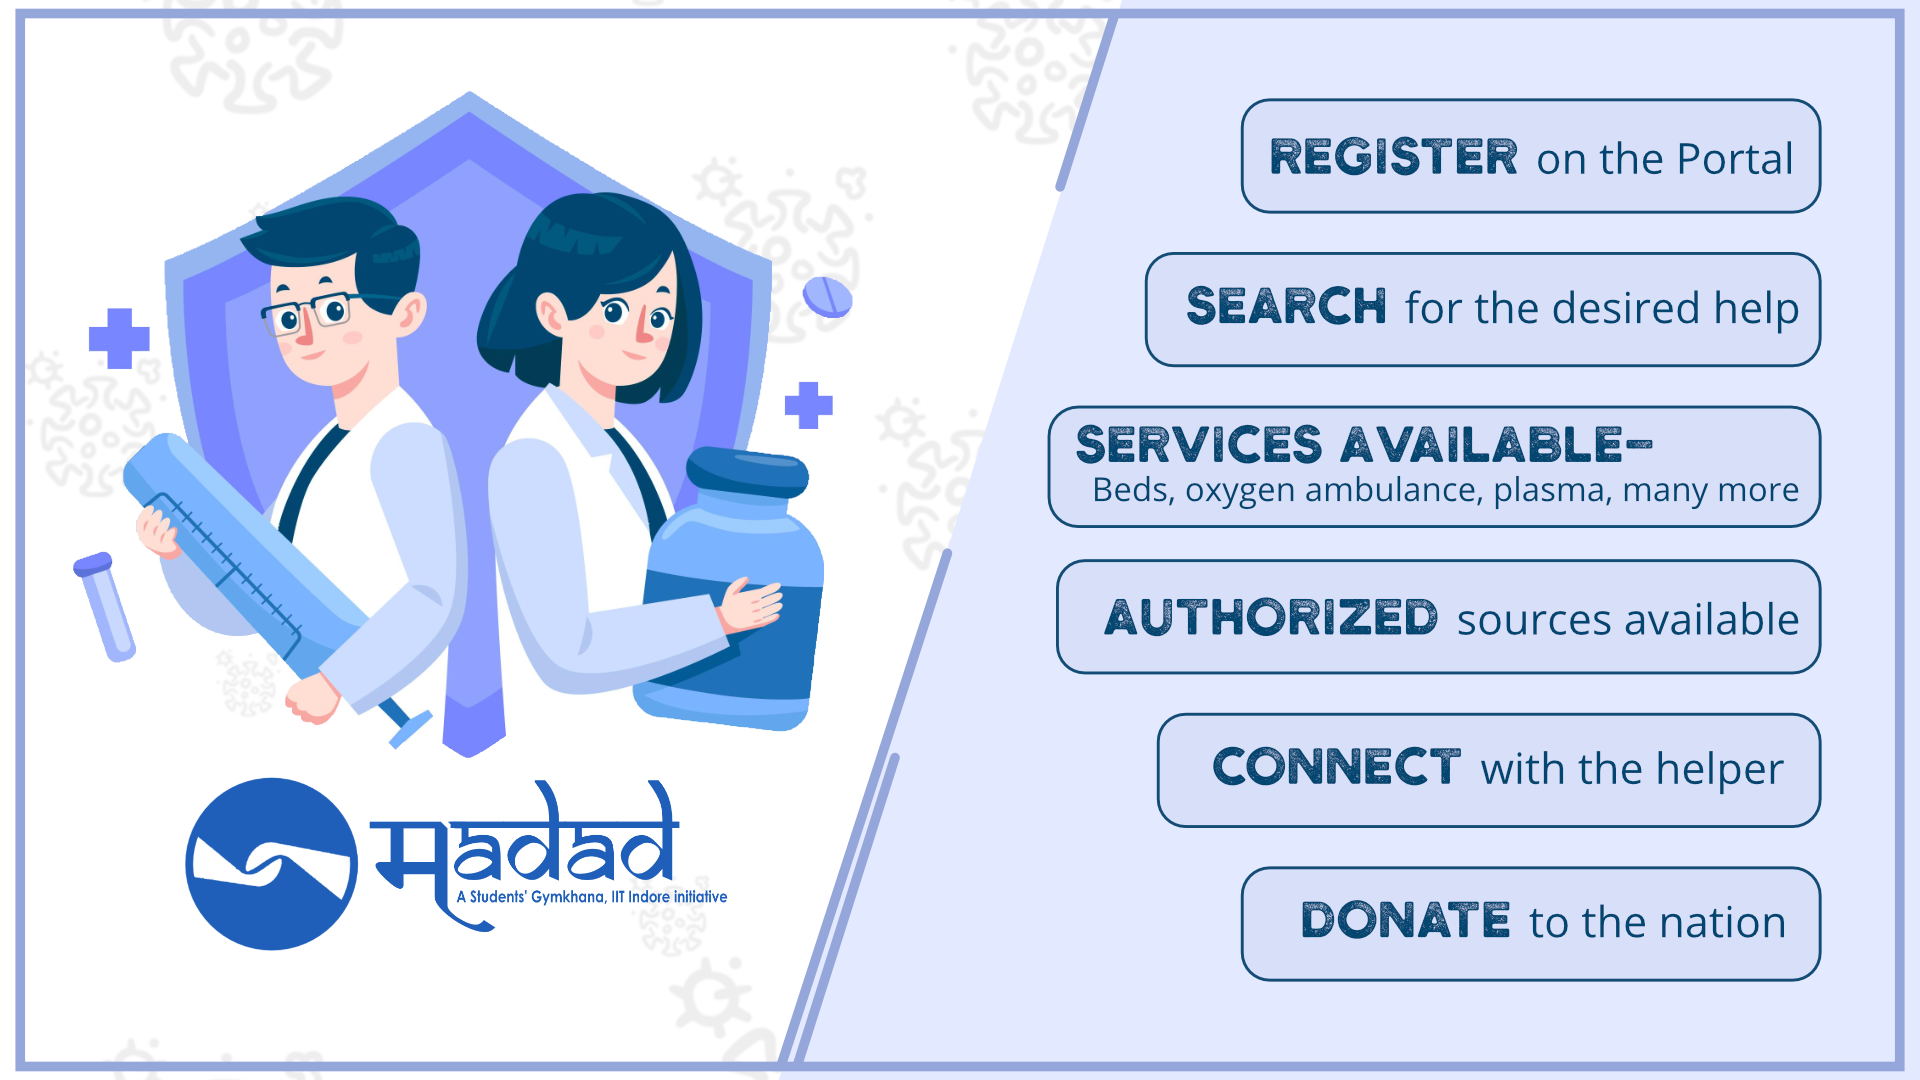 मadad
A Students' Gymkhana, IIT Indore initiative
REGISTER on the Portal
SEARCH for the desired help
SERVICES AVAILABLE-
Beds, oxygen ambulance, plasma, many more
AUTHORIZED sources available
CONNECT with the helper
DONATE to the nation